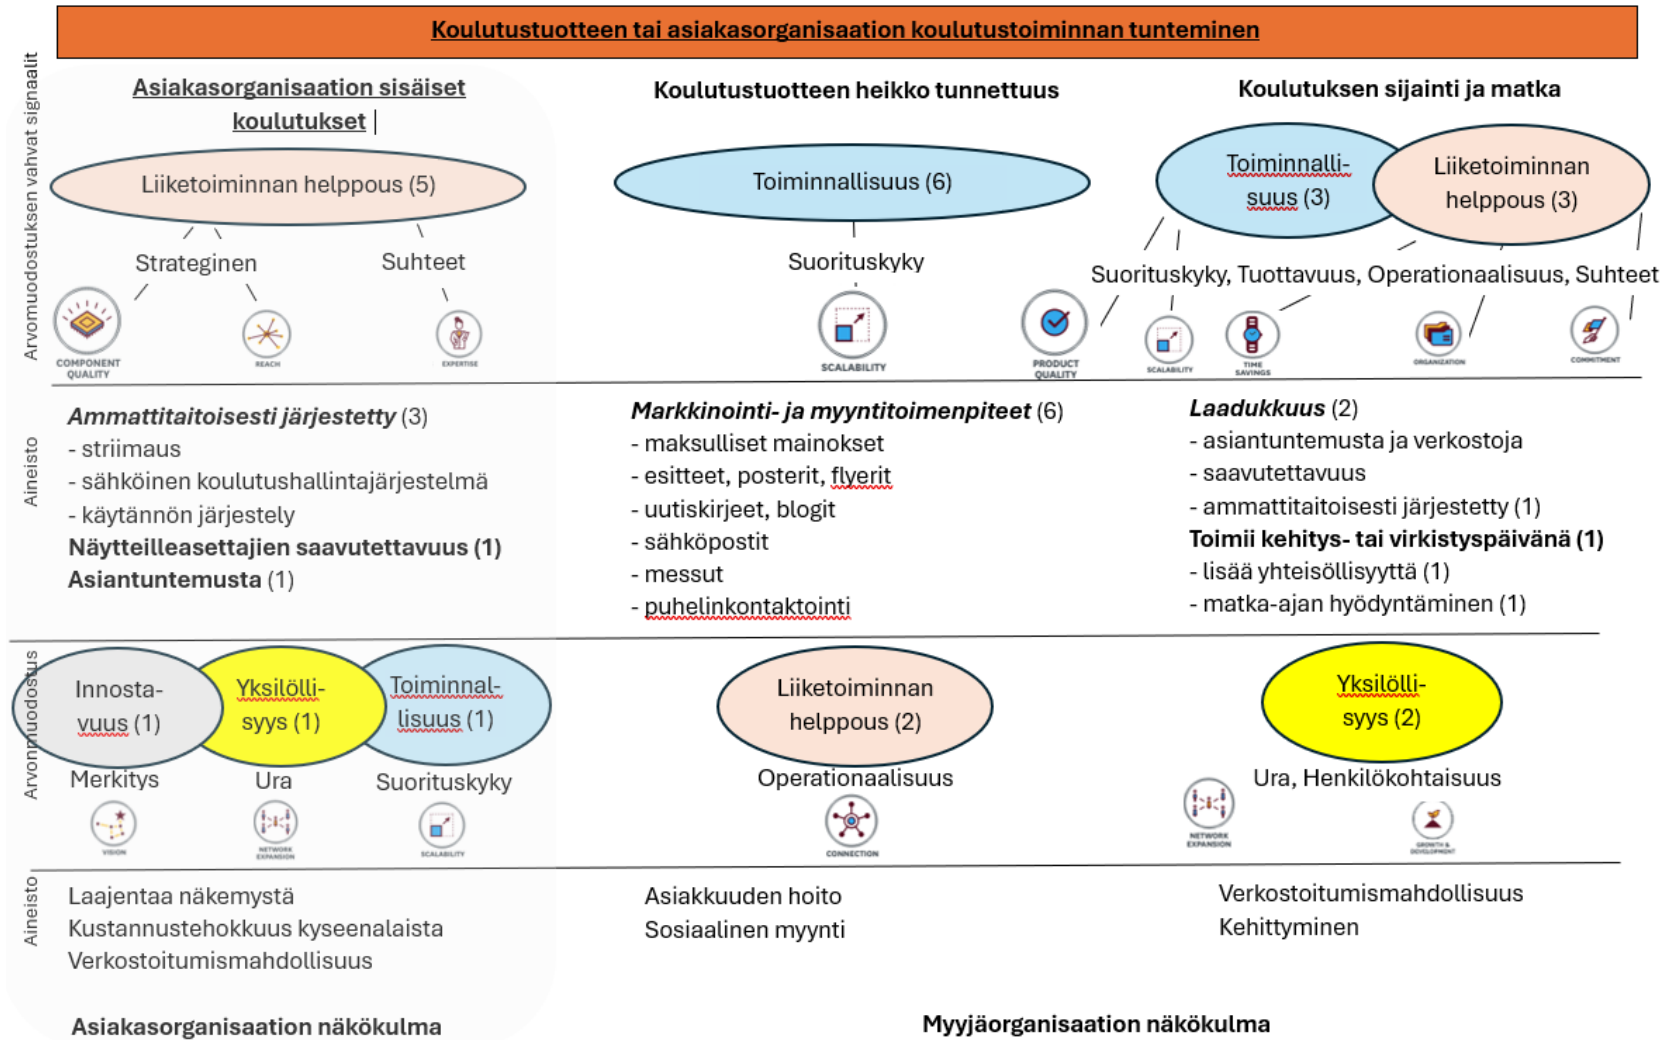 Koulutustuotteen tai asiakasorganisaation koulutustoiminnan tunteminen
Arvomuodostuksen vahvat signaalit
Asiakasorganisaation sisäiset
koulutukset
Liiketoiminnan helppous (5)
Strateginen
Suhteet
COMPONENT
QUALITY
REACH
EXPERTISE
Koulutustuotteen heikko tunnettuus
Toiminnallisuus (6)
Suorituskyky
SCALABILITY
Koulutuksen sijainti ja matka
Toiminnalli-
suus (3)
Liiketoiminnan
helppous (3)
Suorituskyky, Tuottavuus, Operationaalisuus, Suhteet
PRODUCT
QUALITY
SCALABILITY
TIME
SAVINGS
ORGANIZATION
COMMITMENT
Aineisto
Ammattitaitoisesti järjestetty (3)
- striimaus
- sähköinen koulutushallintajärjestelmä
- käytännön järjestely
Näytteilleasettajien saavutettavuus (1)
Asiantuntemusta (1)
Markkinointi- ja myyntitoimenpiteet (6)
- maksulliset mainokset
- esitteet, posterit, flyerit
- uutiskirjeet, blogit
- sähköpostit
- messut
- puhelinkontaktointi
Laadukkuus (2)
- asiantuntemusta ja verkostoja
- saavutettavuus
- ammattitaitoisesti järjestetty (1)
Toimii kehitys- tai virkistyspäivänä (1)
- lisää yhteisöllisyyttä (1)
- matka-ajan hyödyntäminen (1)
Arvonmuodostus
Innosta-
vuus (1)
Yksilölli-
syys (1)
Toiminnal-
lisuus (1)
Merkitys
Ura
Suorituskyky
VISION
NETWORK
EXPANSION
SCALABILITY
Liiketoiminnan
helppous (2)
Operationaalisuus
CONNECTION
Yksilölli-
syys (2)
Ura, Henkilökohtaisuus
NETWORK
EXPANSION
GROWTH &
DEVELOPMENT
Aineisto
Laajentaa näkemystä
Kustannustehokkuus kyseenalaista
Verkostoitumismahdollisuus
Asiakkuuden hoito
Sosiaalinen myynti
Verkostoitumismahdollisuus
Kehittyminen
Asiakasorganisaation näkökulma
Myyjäorganisaation näkökulma